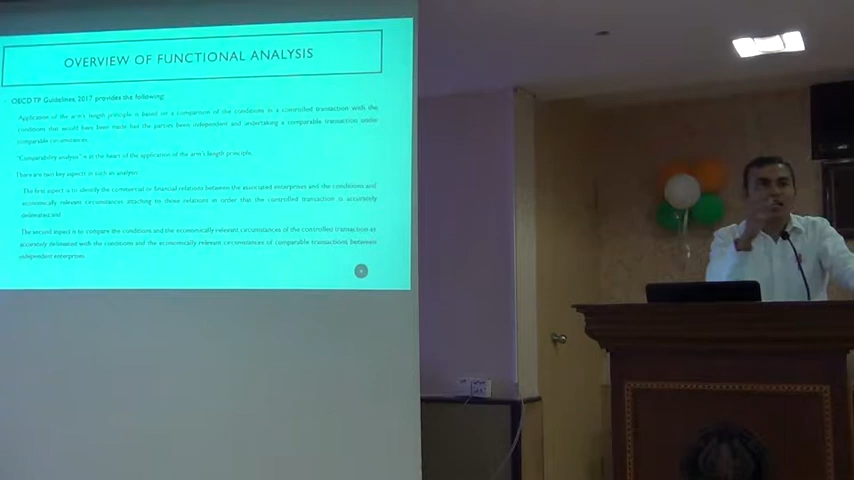 OVERVIEW OF FUNCTIONAL ANALYSIS
OECD TP Guidelines, 2017 provides the following:
Application of the arm's length principle is based on a comparison of the conditions in a controlled transaction with the
conditions that would have been made had the parties been independent and undertaking a comparable transaction under
comparable circumstances.
"Comparability analysis" is at the heart of the application of the arm's length principle.
There are two key aspects in such an analysis:
The first aspect is to identify the commercial or financial relations between the associated enterprises and the conditions and
economically relevant circumstances attaching to those relations in order that the controlled transaction is accurately
delineated; and
The second aspect is to compare the conditions and the economically relevant circumstances of the controlled transaction as
accurately delineated with the conditions and the economically relevant circumstances of comparable transactions between
independent enterprises